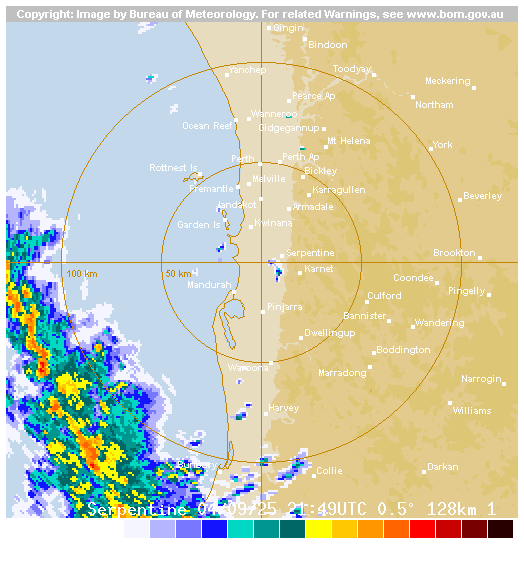 Copyright: Image by Bureau of Meteorology. For related Warnings, see www.bom.gov.au
Gingin
Bindoon
Yanchep
Toodyay
Meckering
Pearce Ap
Northam
Wanneroo
Ocean Reef
Gidgegannup
Mt Helena
York
Perth
Perth Ap
Rottnest Is
Bickley
Melville
Fremantle
Karragullen
Beverley
Jandakot
Armadale
Garden Is
Kwinana
Serpentine
Brookton
100 km
50 km
Karnet
Mandurah
Coondee
Pingelly
Culford
Pinjarra
Bannister
Wandering
Dwellingup
Boddington
Waroona
Marradong
Narrogin
Harvey
Williams
Bunbury
Collie
Darkan
Serpentine 04/09/25 21:49UTC 0.5° 128km 1